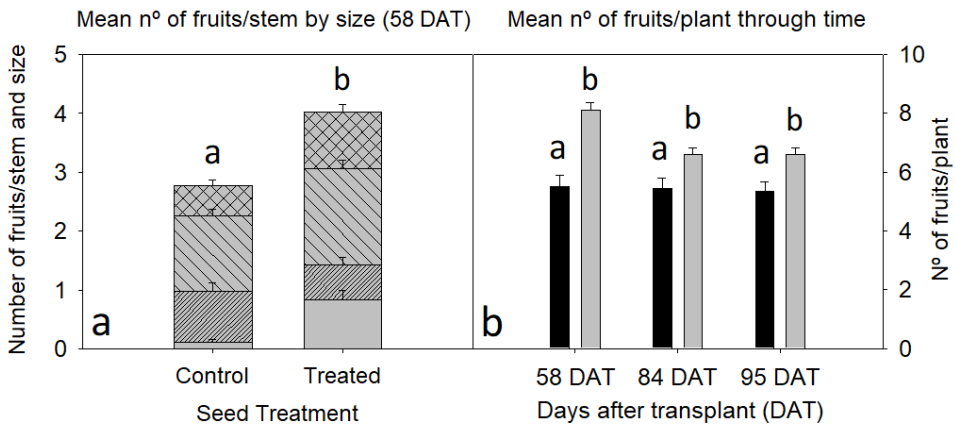 Mean nº of fruits/stem by size (58 DAT)
Number of fruits/stem and size
5
4
3
2
1
0
a
b
a
Control
Treated
Seed Treatment
Mean nº of fruits/plant through time
a
b
a
b
a
b
b
58 DAT
84 DAT
95 DAT
Days after transplant (DAT)
10
8
6
4
2
0
Nº of fruits/plant